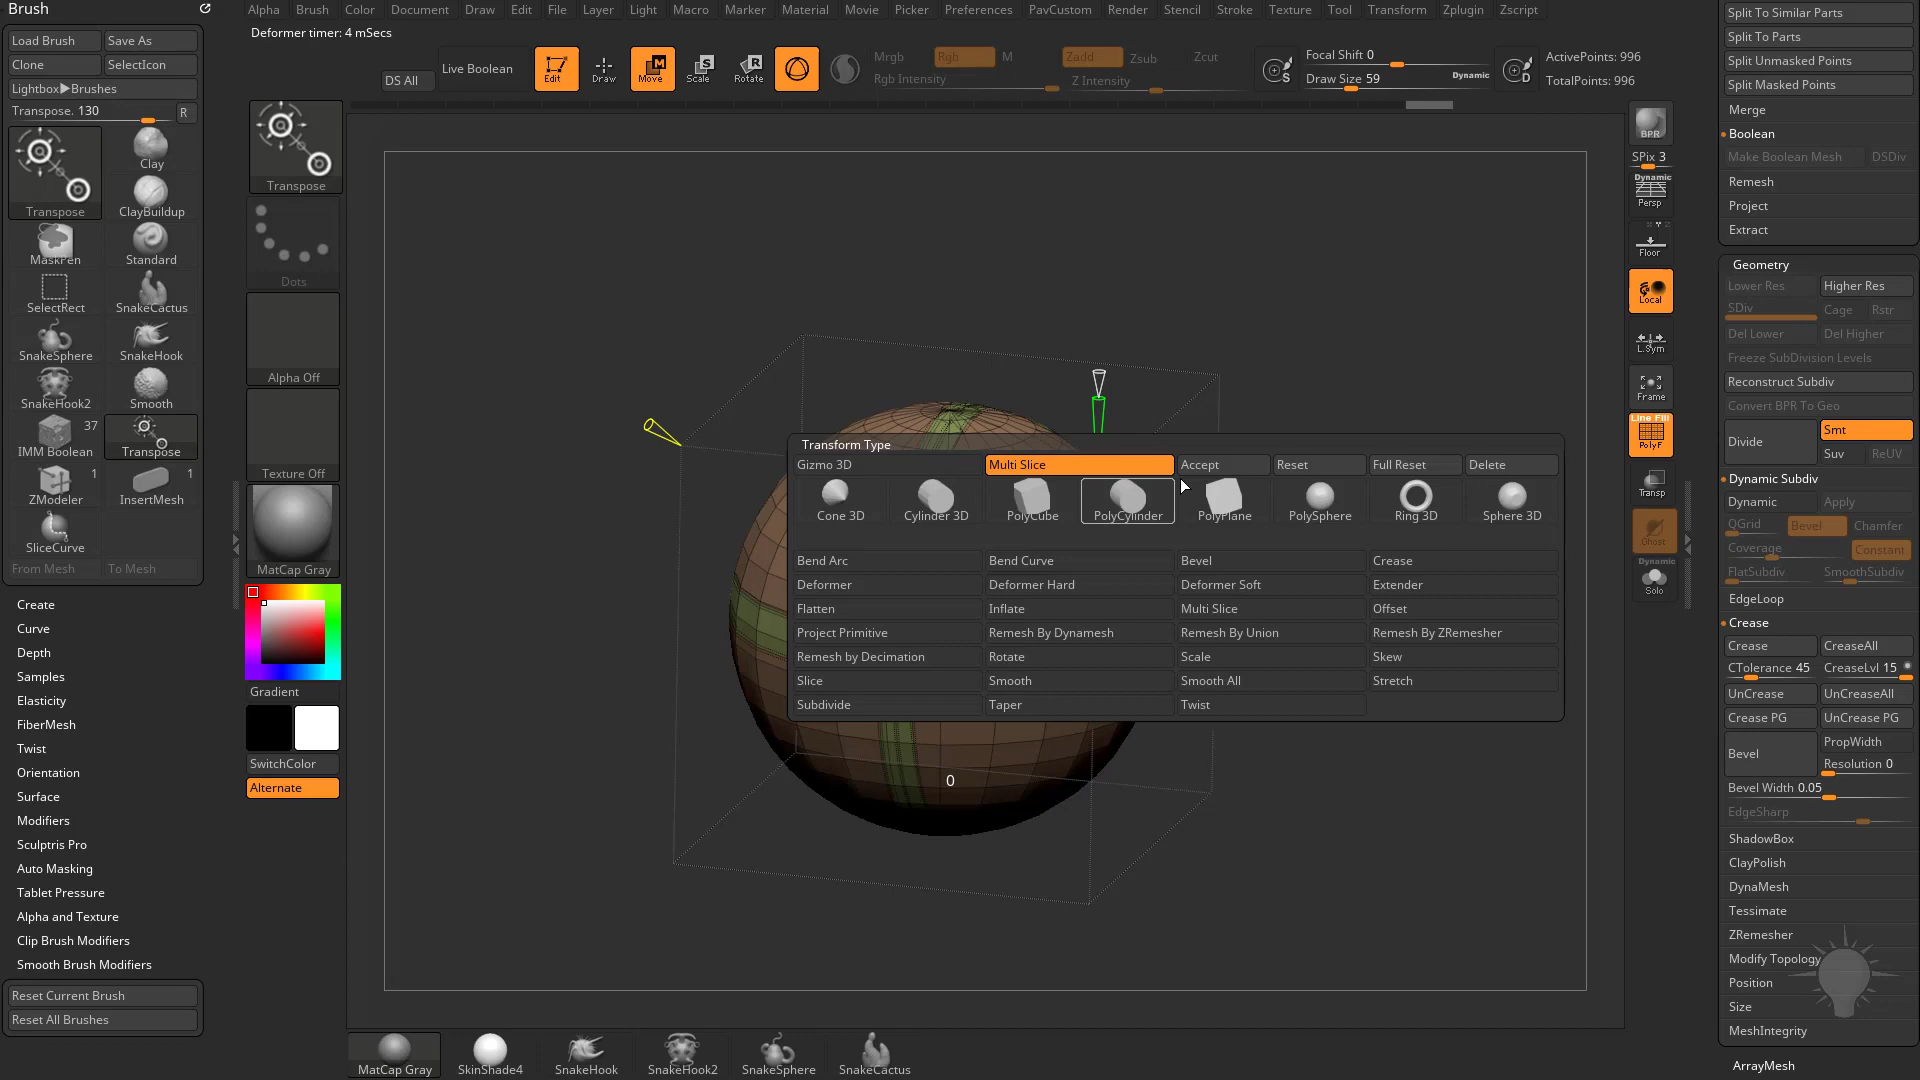 Brush
Alpha Brush Color Document Draw Edit File Layer Light Macro Marker Material Movie Picker Preferences PavCustom Render Stencil Stroke Texture Tool Transform Zplugin Zscript
Deformer timer: 4 mSecs
Load Brush Save As
Clone SelectIcon
Lightbox▶Brushes
Transpose. 130 R
Transpose
Clay
ClayBuildup
MaskPen
Standard
SelectRect
SnakeCactus
SnakeSphere
SnakeHook
SnakeHook2
Smooth
37
IMM Boolean
Transpose
1
ZModeler
1
InsertMesh
SliceCurve
From Mesh To Mesh
Create
Curve
Depth
Samples
Elasticity
FiberMesh
Twist
Orientation
Surface
Modifiers
Sculptris Pro
Auto Masking
Tablet Pressure
Alpha and Texture
Clip Brush Modifiers
Smooth Brush Modifiers
Reset Current Brush
Reset All Brushes
DS All
Live Boolean
Edit
Draw
Move
Scale
Rotate
Mrgb Rgb M
Rgb Intensity
Zadd Zsub Zcut
Z Intensity
S
Focal Shift 0
Draw Size 59 Dynamic
D
ActivePoints: 996
TotalPoints: 996
Transpose
Dots
Alpha Off
Texture Off
MatCap Gray
Gradient
SwitchColor
Alternate
Transform Type
Gizmo 3D Multi Slice Accept Reset Full Reset Delete
Cone 3D Cylinder 3D PolyCube PolyCylinder PolyPlane PolySphere Ring 3D Sphere 3D
Bend Arc Bend Curve Bevel Crease
Deformer Deformer Hard Deformer Soft Extender
Flatten Inflate Multi Slice Offset
Project Primitive Remesh By Dynamesh Remesh By Union Remesh By ZRemesher
Remesh by Decimation Rotate Scale Skew
Slice Smooth Smooth All Stretch
Subdivide Taper Twist
0
MatCap Gray SkinShade4 SnakeHook SnakeHook2 SnakeSphere SnakeCactus
BPR
SPix 3
Dynamic
Persp
Floor
Local
L.Sym
Frame
Line Fill
PolyF
Transp
Ghost
Dynamic
Solo
Split To Similar Parts
Split To Parts
Split Unmasked Points
Split Masked Points
Merge
Boolean
Make Boolean Mesh DSDiv
Remesh
Project
Extract
Geometry
Lower Res Higher Res
SDiv Cage Rstr
Del Lower Del Higher
Freeze SubDivision Levels
Reconstruct Subdiv
Convert BPR To Geo
Divide Smt
Suv ReUV
Dynamic Subdiv
Dynamic Apply
QGrid Bevel Chamfer
Coverage Constant
FlatSubdiv SmoothSubdiv
EdgeLoop
Crease
Crease CreaseAll
CTolerance 45 CreaseLvl 15
UnCrease UnCreaseAll
Crease PG UnCrease PG
Bevel PropWidth
Resolution 0
Bevel Width 0.05
EdgeSharp
ShadowBox
ClayPolish
DynaMesh
Tessimate
ZRemesher
Modify Topology
Position
Size
MeshIntegrity
ArrayMesh